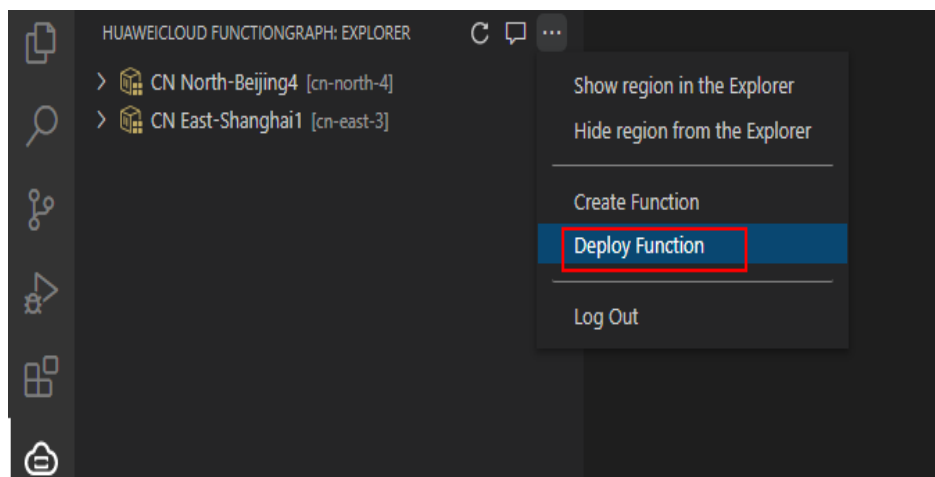 HUAWEICLOUD FUNCTIONGRAPH: EXPLORER
CN North-Beijing4 [cn-north-4]
CN East-Shanghai1 [cn-east-3]
Show region in the Explorer
Hide region from the Explorer
Create Function
Deploy Function
Log Out